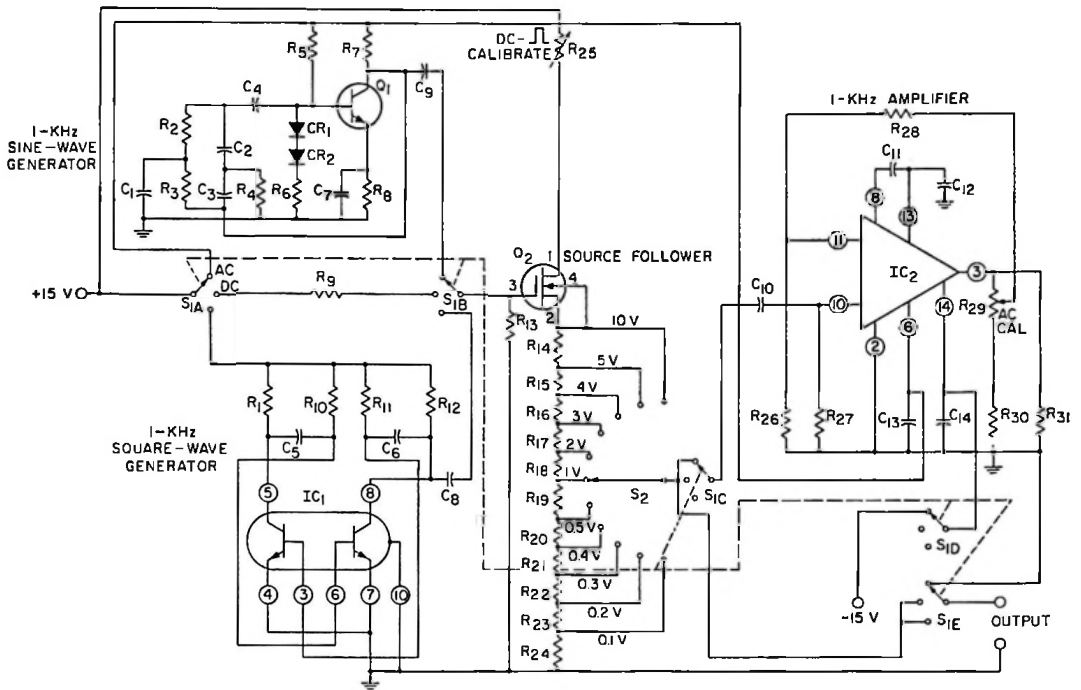 DC-
CALIBRATE
R25
R5
R7
C9
Q1
C4
R2
CR1
C2
CR2
1-KHz
SINE-WAVE
GENERATOR
C1
R3
C3
R4
R6
C7
R8
1-KHz AMPLIFIER
R28
C11
C12
8
13
11
IC2
3
10
2
6
14
R29
AC
CAL
C10
R26
R27
C13
C14
R30
R31
+15 V
AC
DC
S1A
R9
S1B
Q2
1
SOURCE FOLLOWER
3
4
2
R13
10 V
R14
5 V
R15
4 V
R16
3 V
R17
2 V
R18
1 V
R19
S2
S1C
0.5 V
R20
0.4 V
R21
0.3 V
R22
0.2 V
R23
0.1 V
R24
R1
R10
R11
R12
1-KHz
SQUARE-WAVE
GENERATOR
C5
C6
C8
5
8
IC1
4
3
6
7
10
S1D
-15 V
S1E
OUTPUT